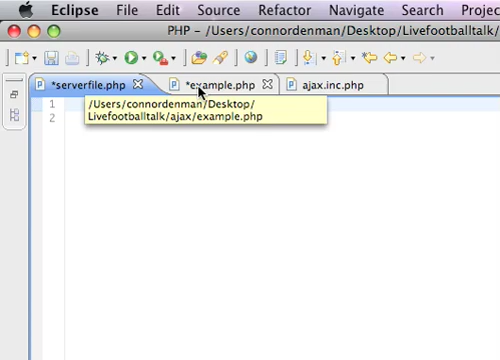 Eclipse File Edit Source Refactor Navigate Search Projec
PHP - /Users/connordenman/Desktop/Livefootballtalk/
*serverfile.php *example.php ajax.inc.php
/Users/connordenman/Desktop/
Livefootballtalk/ajax/example.php
1
2